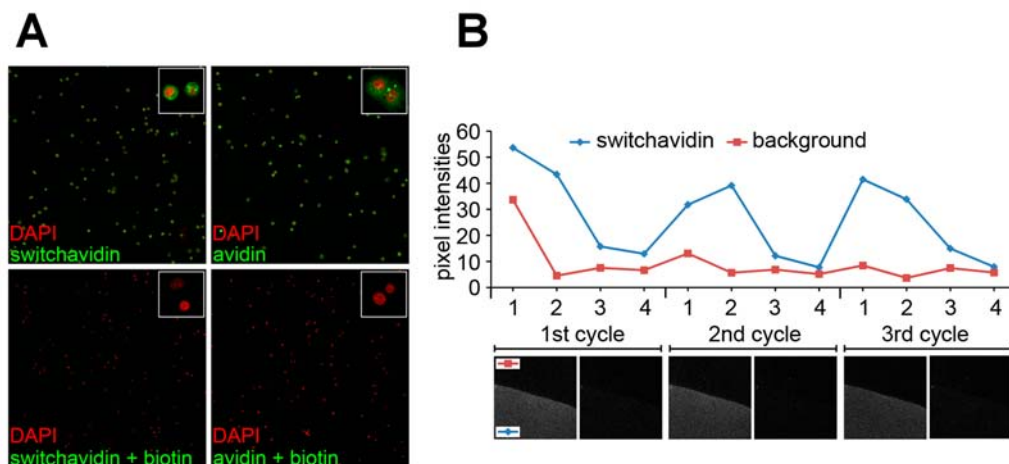 A
DAPI
switchavidin
DAPI
avidin
DAPI
switchavidin + biotin
DAPI
avidin + biotin
B
pixel intensities
60
50
40
30
20
10
0
switchavidin background
1 2 3 4 1 2 3 4 1 2 3 4
1st cycle 2nd cycle 3rd cycle